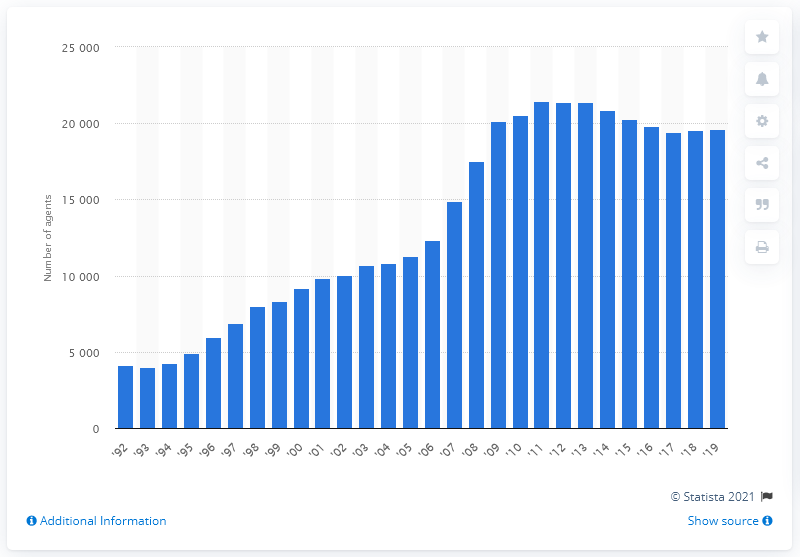 25 000
20 000
15 000
10 000
5 000
0
Number of agents
'92 '93 '94 '95 '96 '97 '98 '99 '00 '01 '02 '03 '04 '05 '06 '07 '08 '09 '10 '11 '12 '13 '14 '15 '16 '17 '18 '19
© Statista 2021
Additional Information
Show source